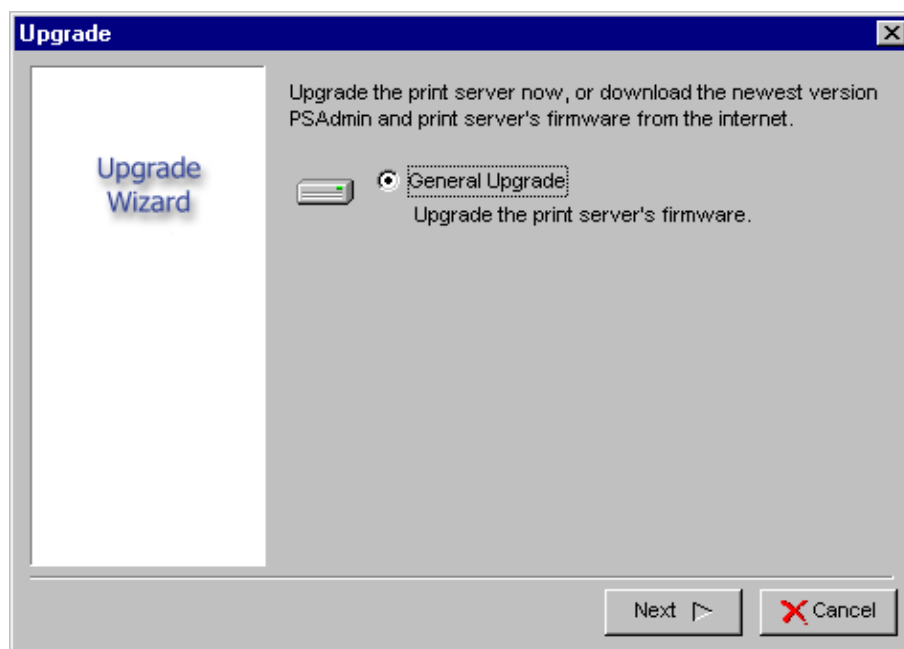 Upgrade
Upgrade the print server now, or download the newest version
PSAdmin and print server's firmware from the internet.
Upgrade
Wizard
General Upgrade
Upgrade the print server's firmware.
Next
Cancel